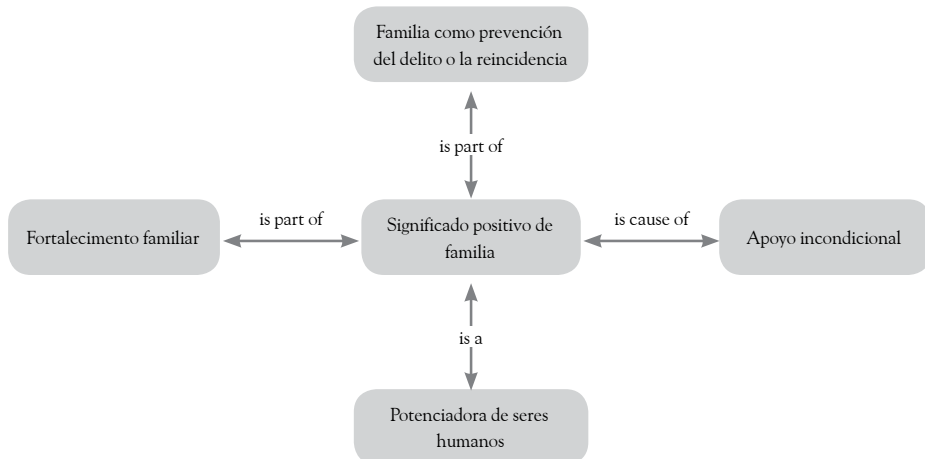 Familia como prevención
del delito o la reincidencia
is part of
Fortalecimento familiar
is part of
Significado positivo de
familia
is cause of
Apoyo incondicional
is a
Potenciadora de seres
humanos